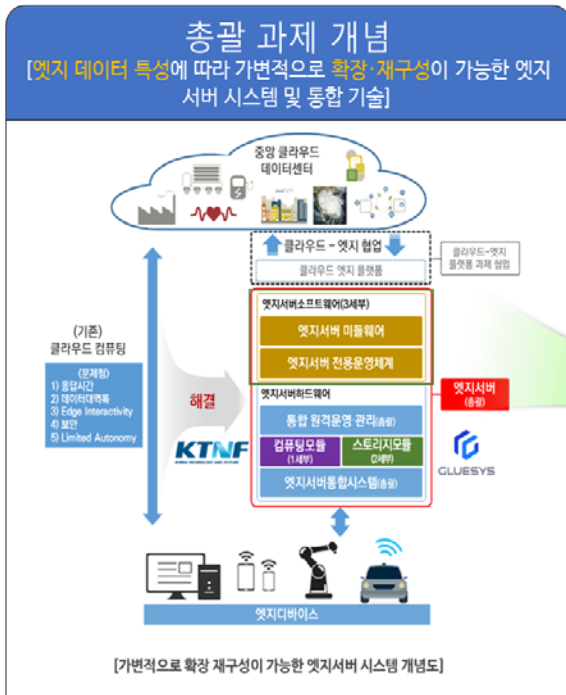 총괄 과제 개념
[엣지 데이터 특성에 따라 가변적으로 확장·재구성이 가능한 엣지
서버 시스템 및 통합 기술]
중앙 클라우드
데이터센터
클라우드 - 엣지 협업
클라우드 엣지 플랫폼
클라우드-엣지
플랫폼 과제 협업
(기존)
클라우드 컴퓨팅
<문제점>
1) 응답시간
2) 데이터대역폭
3) Edge Interactivity
4) 보안
5) Limited Autonomy
해결
KTNF
KOREA TECHNOLOGY AND FUTURE
엣지서버소프트웨어(3세부)
엣지서버 미들웨어
엣지서버 전용운영체계
엣지서버하드웨어
통합 원격운영 관리(총괄)
컴퓨팅모듈
(1세부)
스토리지모듈
(2세부)
엣지서버통합시스템(총괄)
엣지서버
(총괄)
GLUESYS
엣지디바이스
[가변적으로 확장 재구성이 가능한 엣지서버 시스템 개념도]